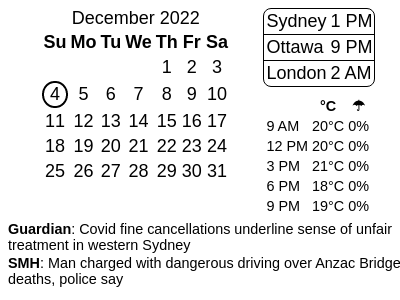 December 2022
Su Mo Tu We Th Fr Sa
1 2 3
4 5 6 7 8 9 10
11 12 13 14 15 16 17
18 19 20 21 22 23 24
25 26 27 28 29 30 31
Sydney 1 PM
Ottawa 9 PM
London 2 AM
°C ☂
9 AM 20°C 0%
12 PM 20°C 0%
3 PM 21°C 0%
6 PM 18°C 0%
9 PM 19°C 0%
Guardian: Covid fine cancellations underline sense of unfair
treatment in western Sydney
SMH: Man charged with dangerous driving over Anzac Bridge
deaths, police say